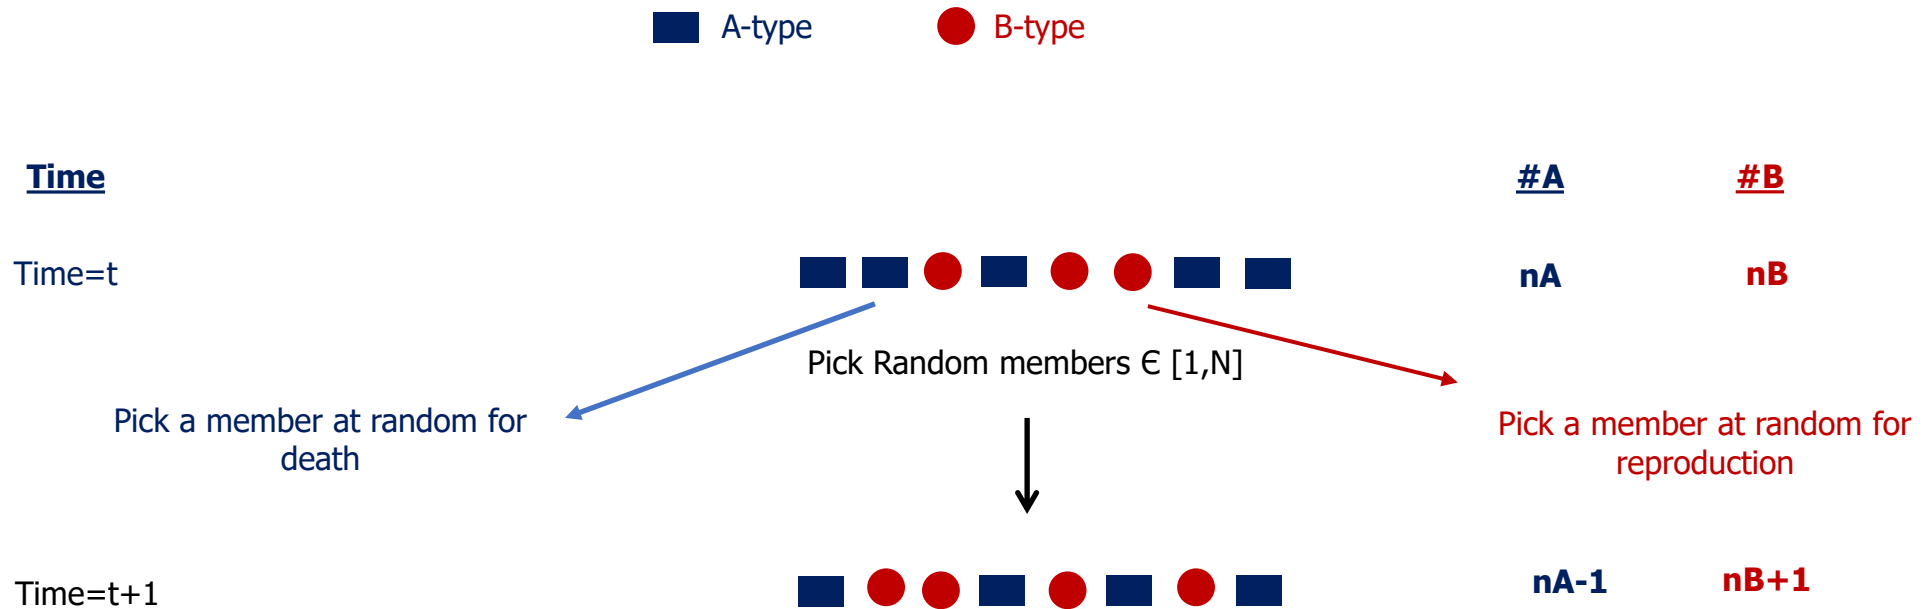 A-type
B-type
Time
#A
#B
Time=t
nA
nB
Pick Random members Є [1,N]
Pick a member at random for
death
Pick a member at random for
reproduction
Time=t+1
nA-1
nB+1